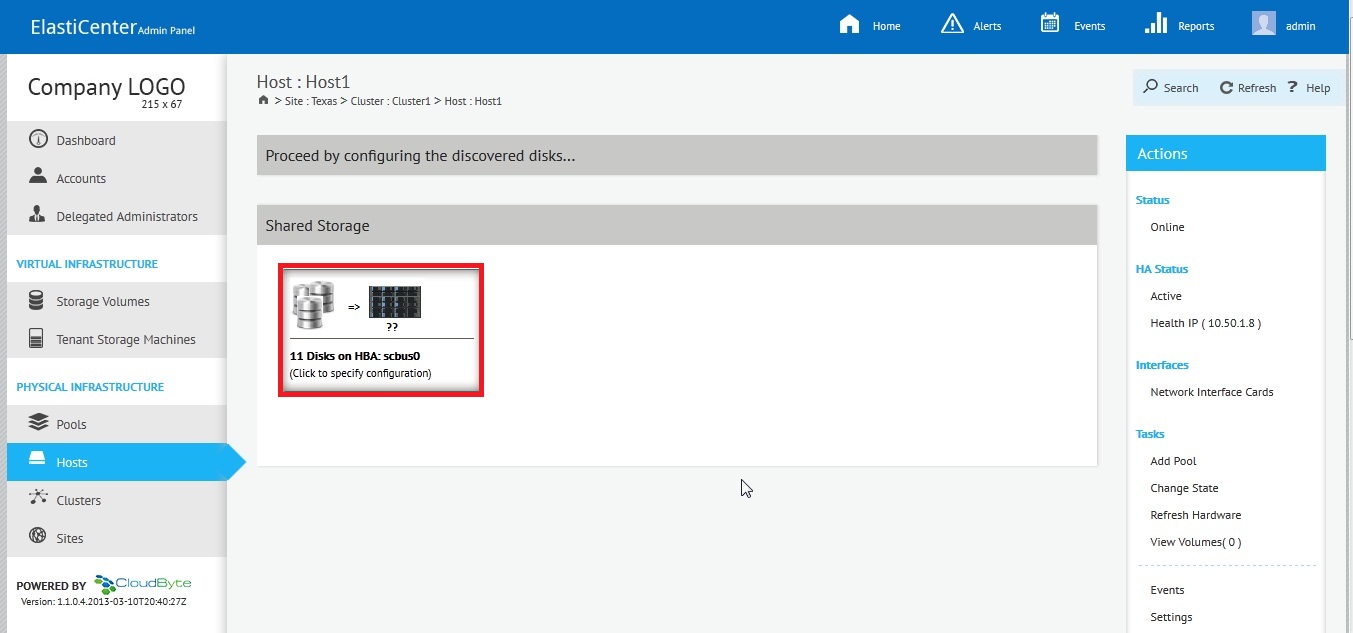 ElastiCenter Admin Panel
Home
Alerts
Events
Reports
admin
Company LOGO
215 x 67
Dashboard
Accounts
Delegated Administrators
VIRTUAL INFRASTRUCTURE
Storage Volumes
Tenant Storage Machines
PHYSICAL INFRASTRUCTURE
Pools
Hosts
Clusters
Sites
POWERED BY CloudByte
Version: 1.1.0.4.2013-03-10T20:40:27Z
Host : Host1
> Site : Texas > Cluster : Cluster1 > Host : Host1
Search
Refresh
? Help
Proceed by configuring the discovered disks...
Shared Storage
=>
??
11 Disks on HBA: scbus0
(Click to specify configuration)
Actions
Status
Online
HA Status
Active
Health IP ( 10.50.1.8 )
Interfaces
Network Interface Cards
Tasks
Add Pool
Change State
Refresh Hardware
View Volumes( 0 )
Events
Settings